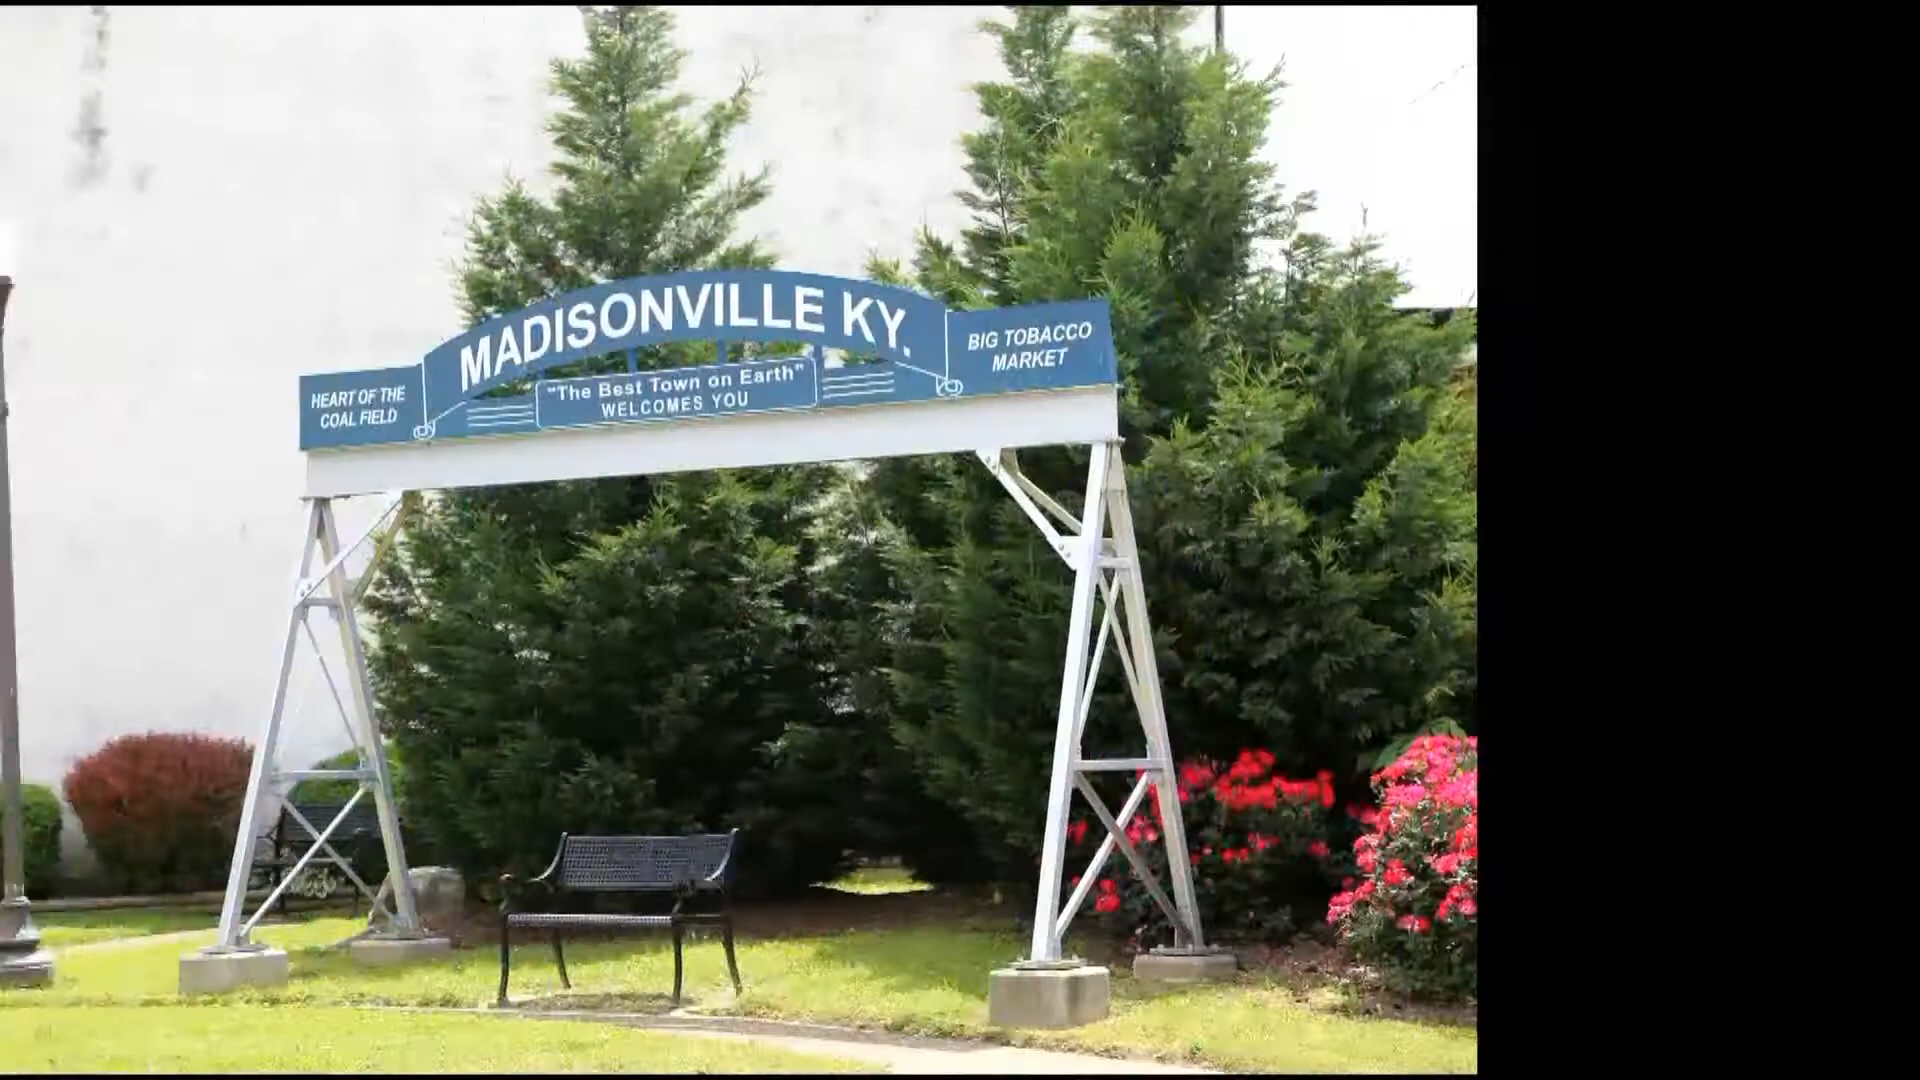 MADISONVILLE KY.
HEART OF THE
COAL FIELD
"The Best Town on Earth"
WELCOMES YOU
BIG TOBACCO
MARKET